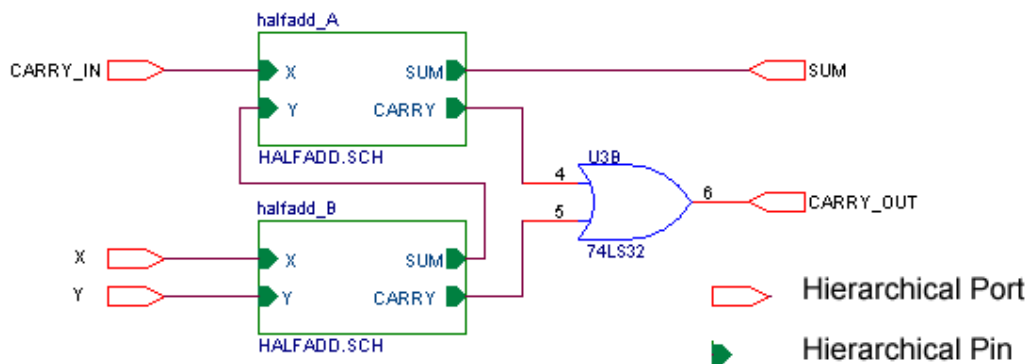 halfadd_A
CARRY_IN
X
SUM
SUM
Y
CARRY
HALFADD.SCH
U3B
4
6
CARRY_OUT
5
74LS32
halfadd_B
X
X
SUM
Y
Y
CARRY
HALFADD.SCH
Hierarchical Port
Hierarchical Pin